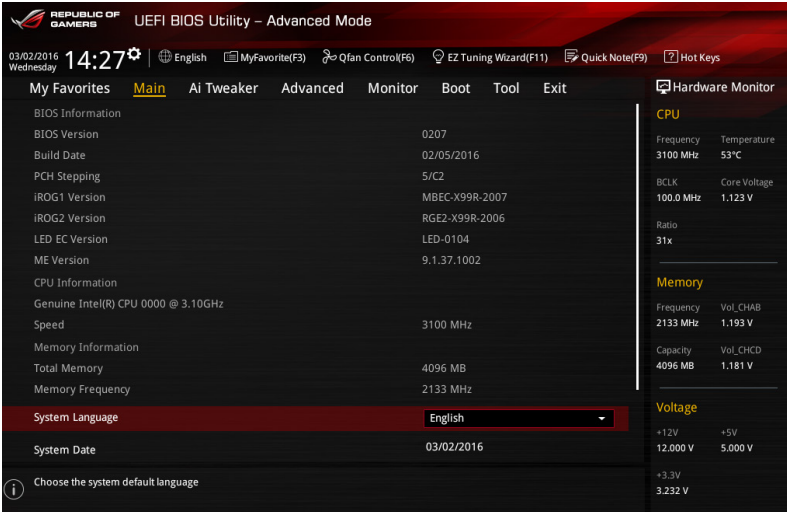 REPUBLIC OF
GAMERS
UEFI BIOS Utility – Advanced Mode
03/02/2016
Wednesday
14:27
English
MyFavorite(F3)
Qfan Control(F6)
EZ Tuning Wizard(F11)
Quick Note(F9)
? Hot Keys
My Favorites Main Ai Tweaker Advanced Monitor Boot Tool Exit
BIOS Information
BIOS Version 0207
Build Date 02/05/2016
PCH Stepping 5/C2
iROG1 Version MBEC-X99R-2007
iROG2 Version RGE2-X99R-2006
LED EC Version LED-0104
ME Version 9.1.37.1002
CPU Information
Genuine Intel(R) CPU 0000 @ 3.10GHz
Speed 3100 MHz
Memory Information
Total Memory 4096 MB
Memory Frequency 2133 MHz
System Language English
System Date 03/02/2016
Choose the system default language
Hardware Monitor
CPU
Frequency Temperature
3100 MHz 53°C
BCLK Core Voltage
100.0 MHz 1.123 V
Ratio
31x
Memory
Frequency Vol_CHAB
2133 MHz 1.193 V
Capacity Vol_CHCD
4096 MB 1.181 V
Voltage
+12V +5V
12.000 V 5.000 V
+3.3V
3.232 V